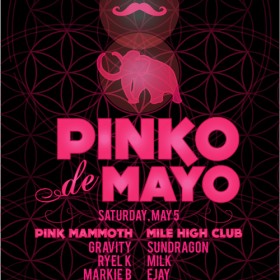 PINKO
de MAYO
SATURDAY, MAY 5
PINK MAMMOTH MILE HIGH CLUB
GRAVITY SUNDRAGON
RYEL K MILK
MARKIE B EJAY